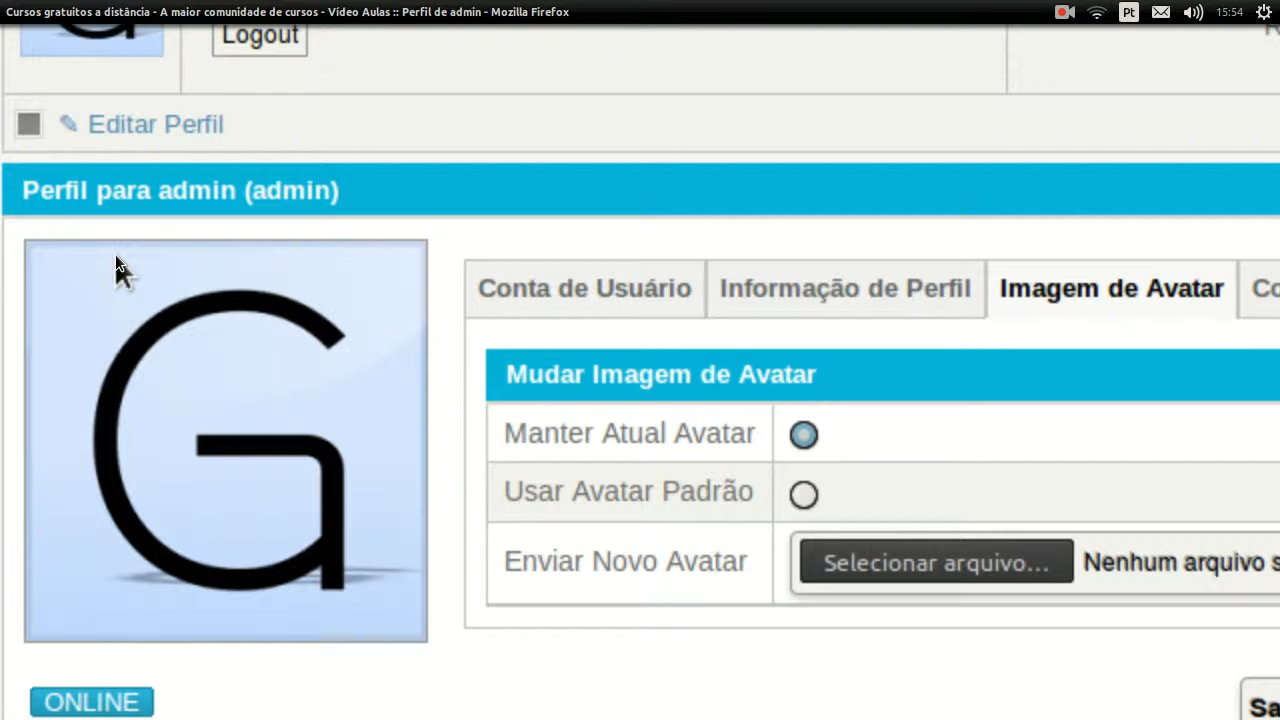 Cursos gratuitos a distância - A maior comunidade de cursos - Vídeo Aulas :: Perfil de admin - Mozilla Firefox
Pt
15:54
Logout
Editar Perfil
Perfil para admin (admin)
G
Conta de Usuário
Informação de Perfil
Imagem de Avatar
Co
Mudar Imagem de Avatar
Manter Atual Avatar
Usar Avatar Padrão
Enviar Novo Avatar
Selecionar arquivo...
Nenhum arquivo s
ONLINE
Sa